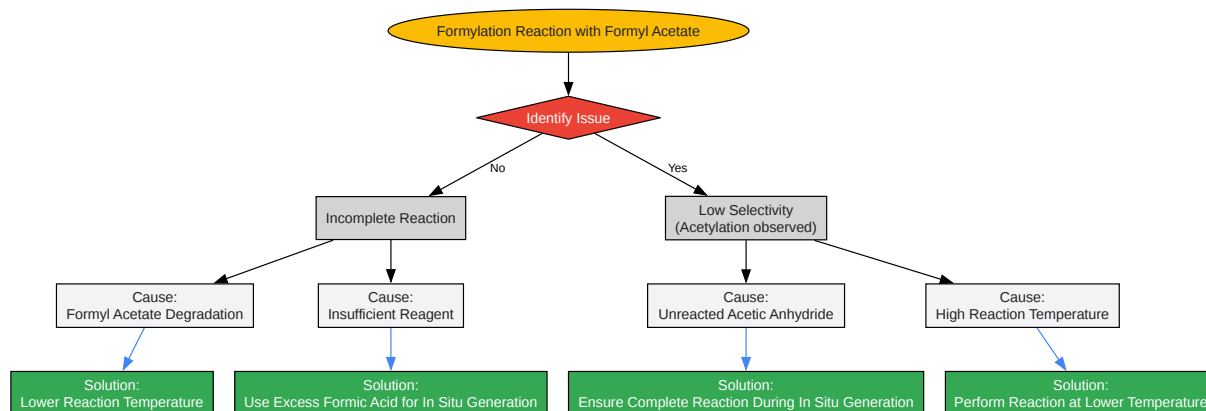 Formylation Reaction with Formyl Acetate
Identify Issue
No
Yes
Incomplete Reaction
Low Selectivity
(Acetylation observed)
Cause:
Formyl Acetate Degradation
Cause:
Insufficient Reagent
Cause:
Unreacted Acetic Anhydride
Cause:
High Reaction Temperature
Solution:
Lower Reaction Temperature
Solution:
Use Excess Formic Acid for In Situ Generation
Solution:
Ensure Complete Reaction During In Situ Generation
Solution:
Perform Reaction at Lower Temperature